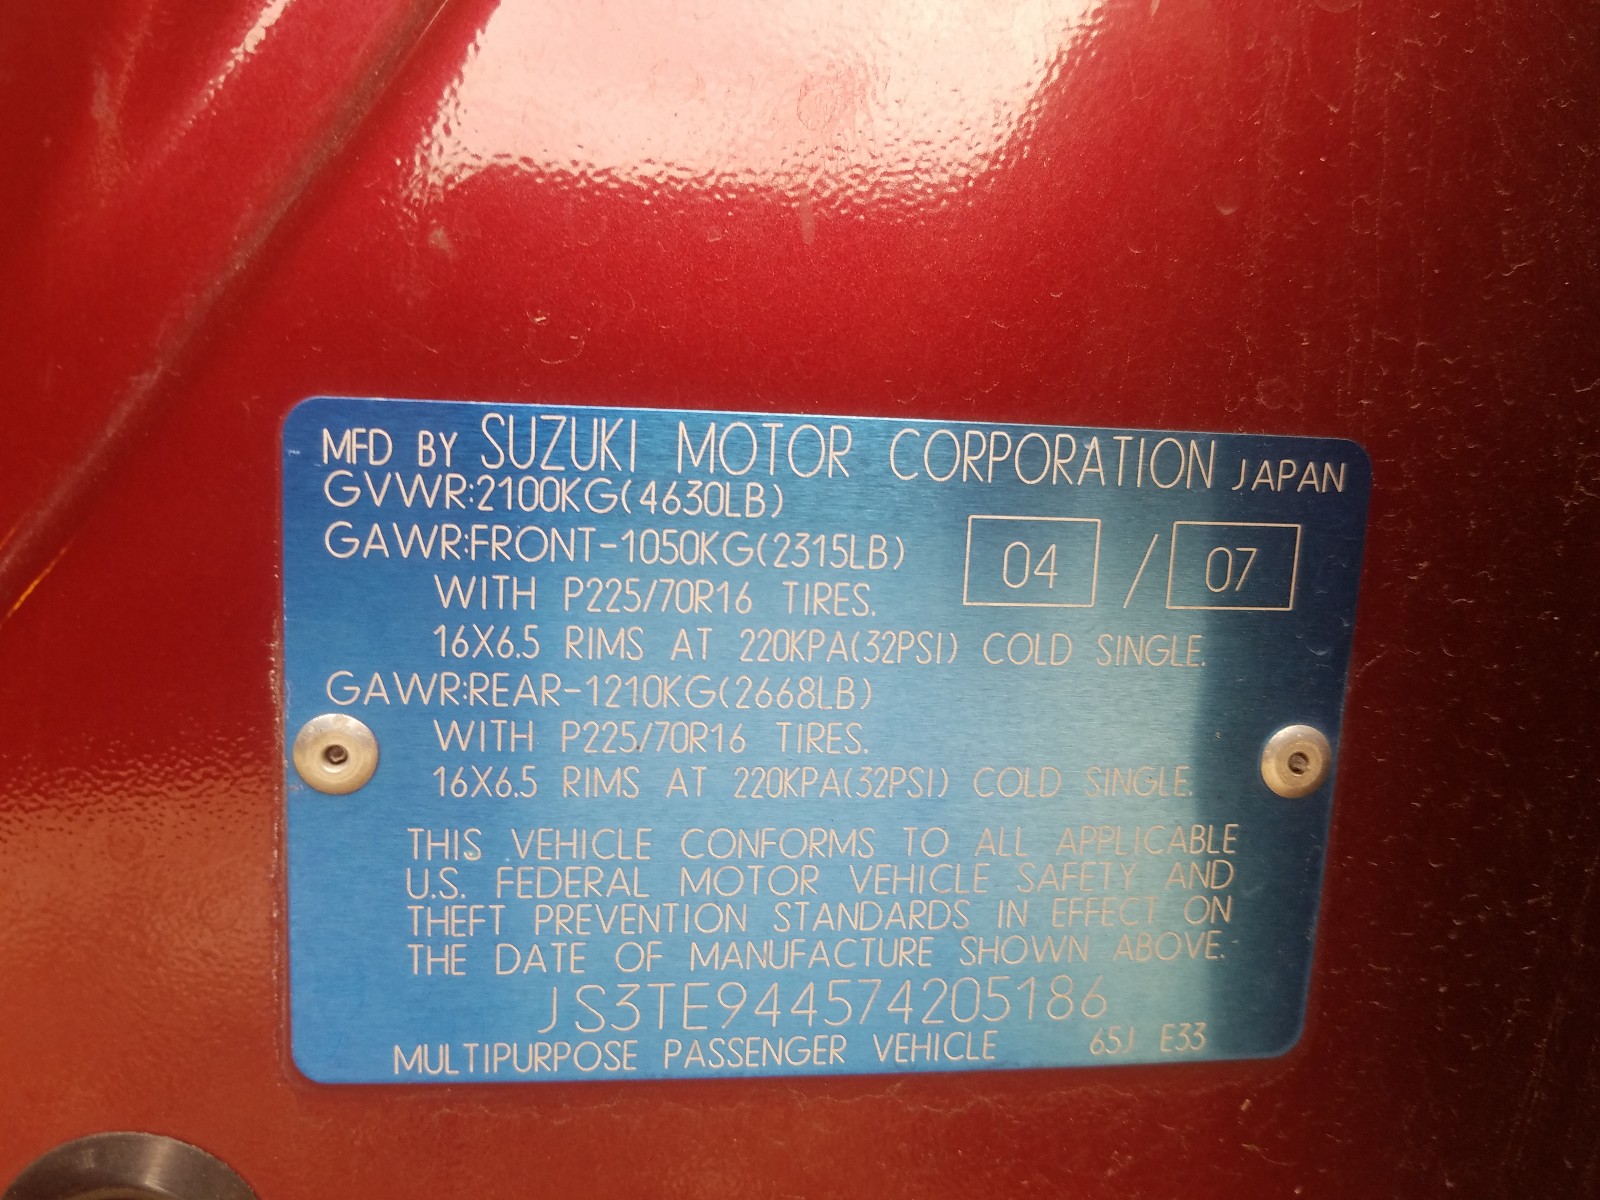 MFD BY SUZUKI MOTOR CORPORATION JAPAN
GVWR:2100KG(4630LB)
GAWR:FRONT-1050KG(2315LB)
04 / 07
WITH P225/70R16 TIRES.
16X6.5 RIMS AT 220KPA(32PSI) COLD SINGLE.
GAWR:REAR-1210KG(2668LB)
WITH P225/70R16 TIRES.
16X6.5 RIMS AT 220KPA(32PSI) COLD SINGLE.
THIS VEHICLE CONFORMS TO ALL APPLICABLE
U.S. FEDERAL MOTOR VEHICLE SAFETY AND
THEFT PREVENTION STANDARDS IN EFFECT ON
THE DATE OF MANUFACTURE SHOWN ABOVE.
JS3TE944574205186
MULTIPURPOSE PASSENGER VEHICLE 65J E33